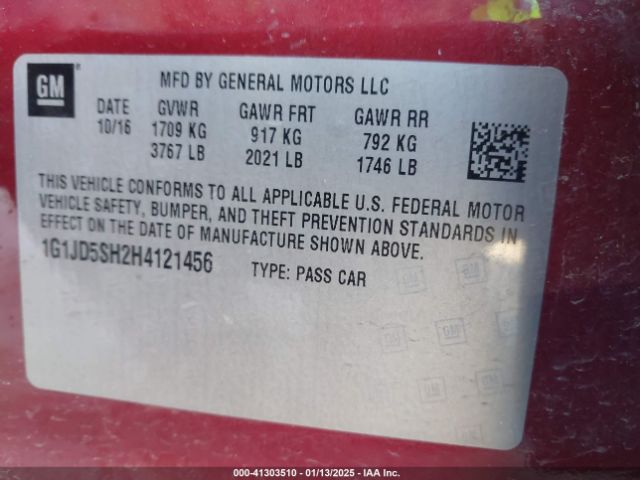 GM
MFD BY GENERAL MOTORS LLC
DATE GVWR GAWR FRT GAWR RR
10/16 1709 KG 917 KG 792 KG
3767 LB 2021 LB 1746 LB
THIS VEHICLE CONFORMS TO ALL APPLICABLE U.S. FEDERAL MOTOR
VEHICLE SAFETY, BUMPER, AND THEFT PREVENTION STANDARDS IN
EFFECT ON THE DATE OF MANUFACTURE SHOWN ABOVE.
1G1JD5SH2H4121456 TYPE: PASS CAR
000-41303510 - 01/13/2025 - IAA Inc.